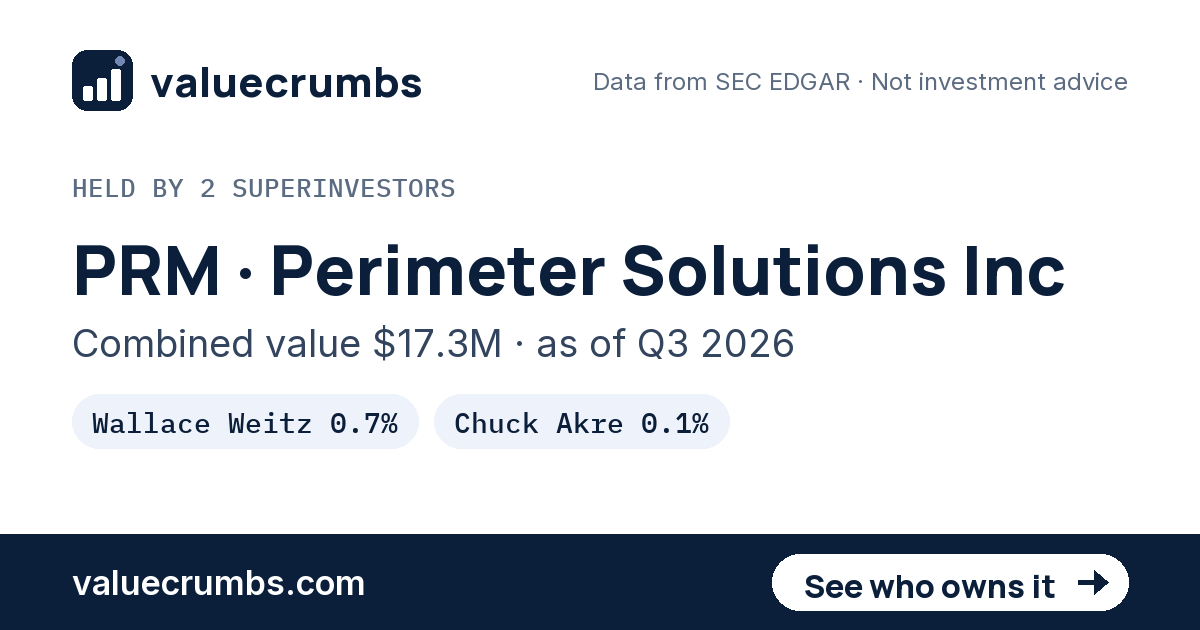 valuecrumbs
Data from SEC EDGAR · Not investment advice
HELD BY 2 SUPERINVESTORS
PRM · Perimeter Solutions Inc
Combined value $17.3M · as of Q3 2026
Wallace Weitz 0.7%
Chuck Akre 0.1%
valuecrumbs.com
See who owns it →